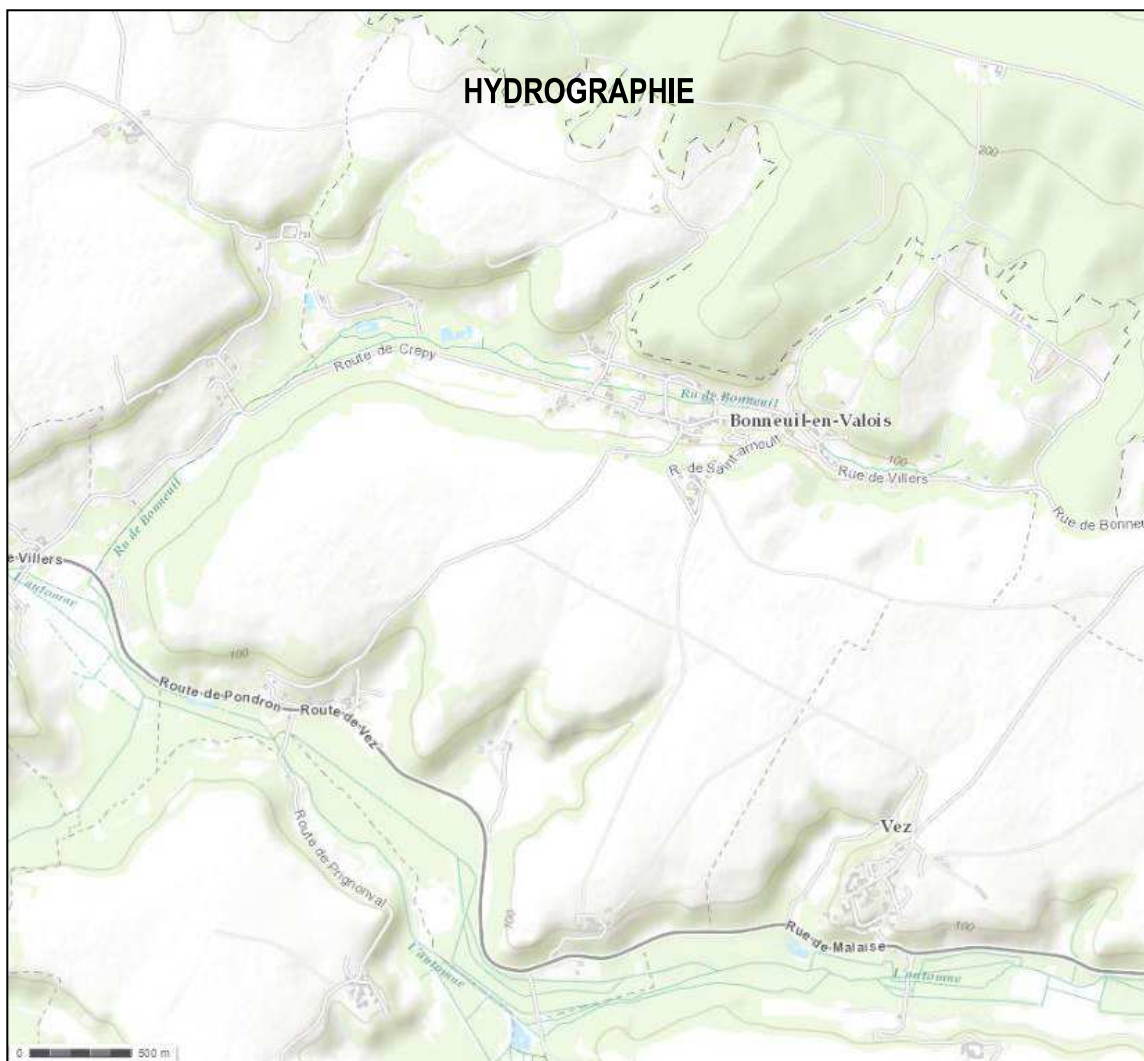 HYDROGRAPHIE
200
Route de Crepy
Ru de Bonneuil
Bonneuil-en-Valois
R. de Saint-arnoult
100
Rue de Villers
Rue de Bonneu
Ru de Bonneuil
e Villers
L'automne
100
Route de Pondron
Route de Vez
Route de Prignonval
Vez
100
Rue de Malaise
100
L'automne
L'automne
0 500 m